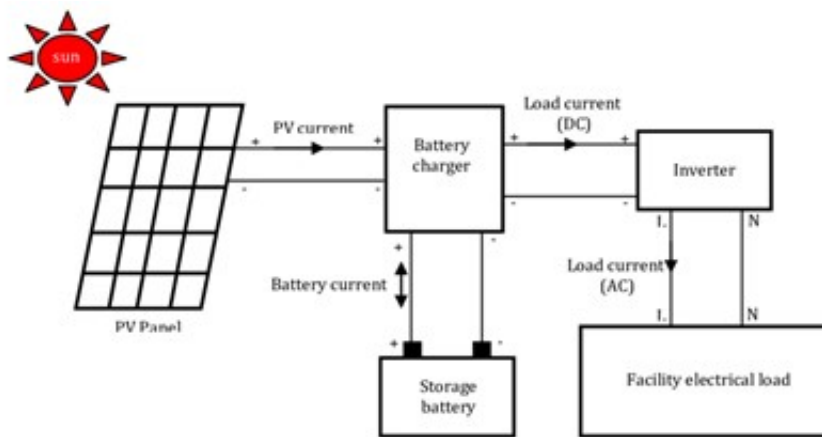 sun
PV current
+
+
-
-
PV Panel
Battery
charger
Load current
(DC)
+
+
-
-
Inverter
L
N
Load current
(AC)
L
N
+
-
Battery current
+
-
Storage
battery
Facility electrical load